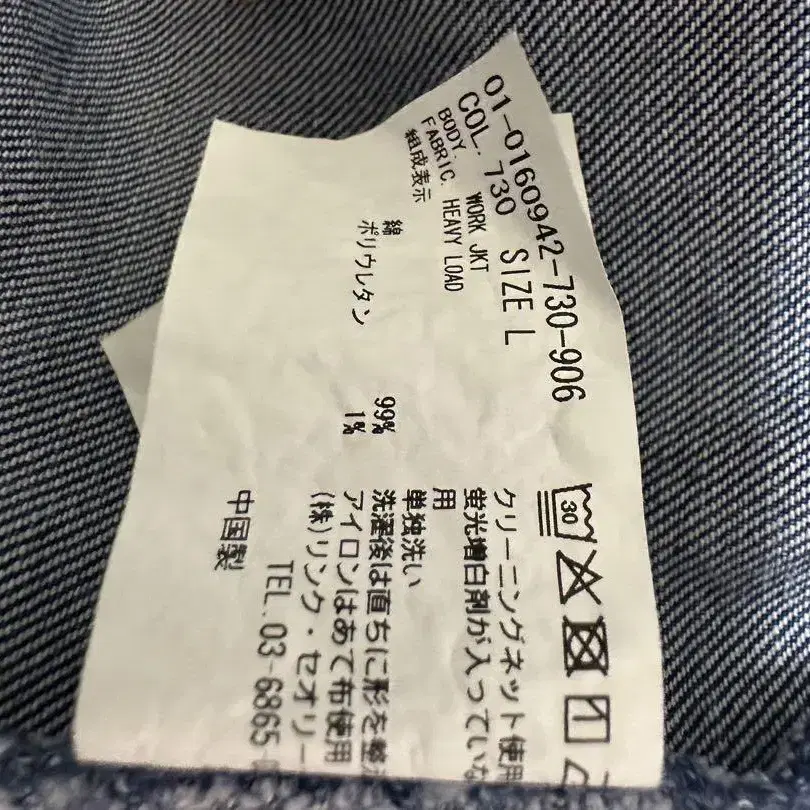 01-0160942-730-906
COL. 730 SIZE L
BODY. WORK JKT
FABRIC. HEAVY LOAD
組成表示
綿 99%
ポリウレタン 1%
30
クリーニングネット使用
蛍光増白剤が入っていな
用
単独洗い
洗濯後は直ちに形を整
アイロンはあて布使用
(株)リンク・セオリー
TEL. 03-6865-
中国製